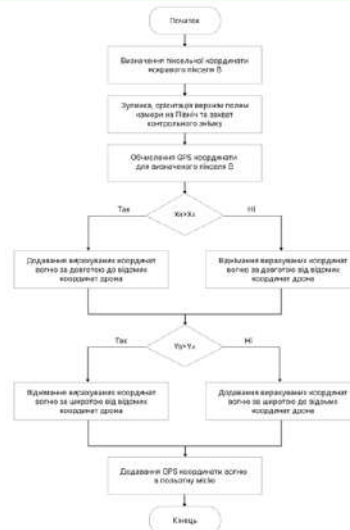 Початок
Визначення піксельної координати
яскравого пікселя В
Зупинка, орієнтація верхнім полем
камери на Північ та захват
контрольного знімку
Обчислення GPS координати
для визначеного пікселя В
Так
Ні
Додавання вирахуваних координат
вогню за довготою до відомих
координат дрона
Віднімання вирахуваних координат
вогню за довготою від відомих
координат дрона
Так
Ні
Віднімання вирахуваних координат
вогню за широтою від відомих
координат дрона
Додавання вирахуваних координат
вогню за широтою до відомих
координат дрона
Додавання GPS координати вогню
в польотну місію
Кінець